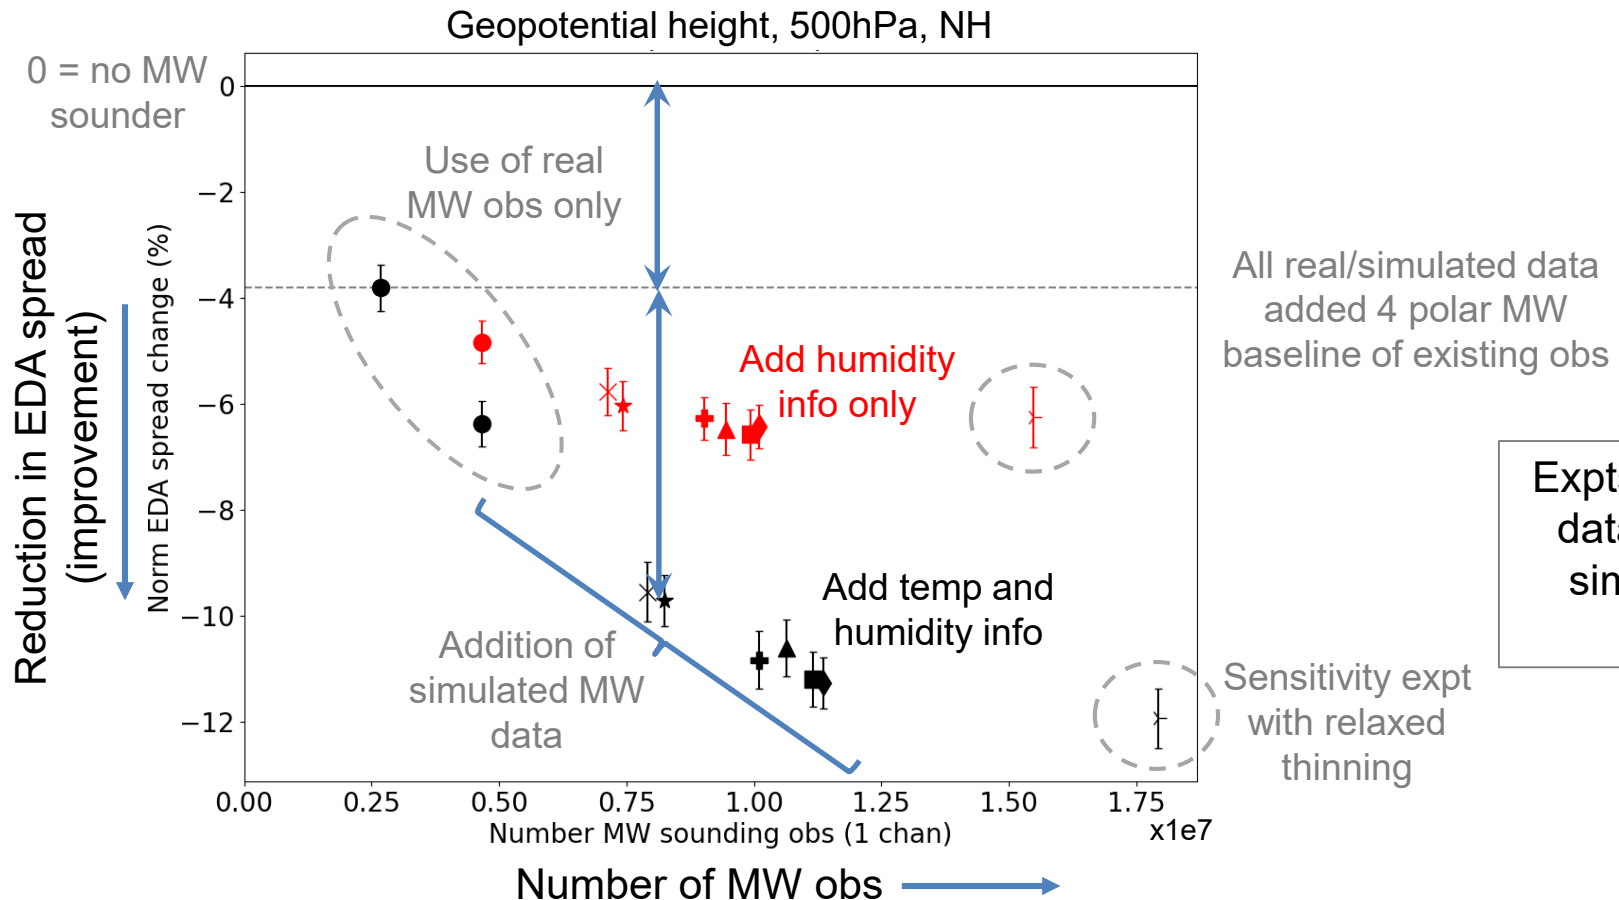 Geopotential height, 500hPa, NH
0 = no MW
sounder
0
−2
−4
−6
−8
−10
−12
Reduction in EDA spread
(improvement)
Norm EDA spread change (%)
Use of real
MW obs only
Add humidity
info only
Add temp and
humidity info
Addition of
simulated MW
data
All real/simulated data
added 4 polar MW
baseline of existing obs
Sensitivity expt
with relaxed
thinning
0.00 0.25 0.50 0.75 1.00 1.25 1.50 1.75
x1e7
Number MW sounding obs (1 chan)
Number of MW obs